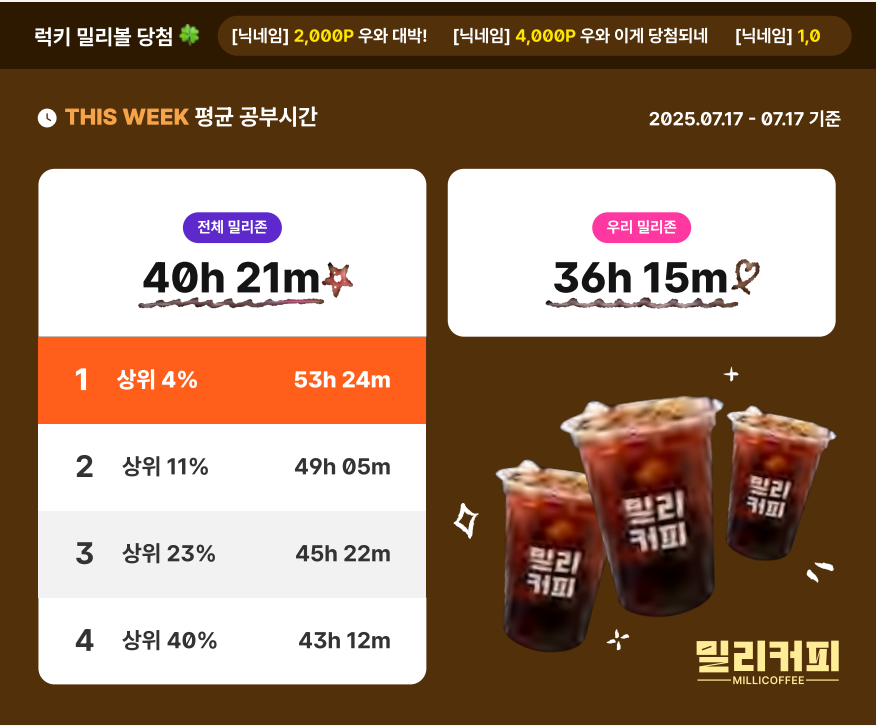 럭키 밀리볼 당첨 [닉네임] 2,000P 우와 대박! [닉네임] 4,000P 우와 이게 당첨되네 [닉네임] 1,0
THIS WEEK 평균 공부시간 2025.07.17 - 07.17 기준
전체 밀리존
40h 21m
우리 밀리존
36h 15m
1 상위 4% 53h 24m
2 상위 11% 49h 05m
3 상위 23% 45h 22m
4 상위 40% 43h 12m
밀리
커피
밀리
커피
밀리
커피
밀리커피
MILLICOFFEE